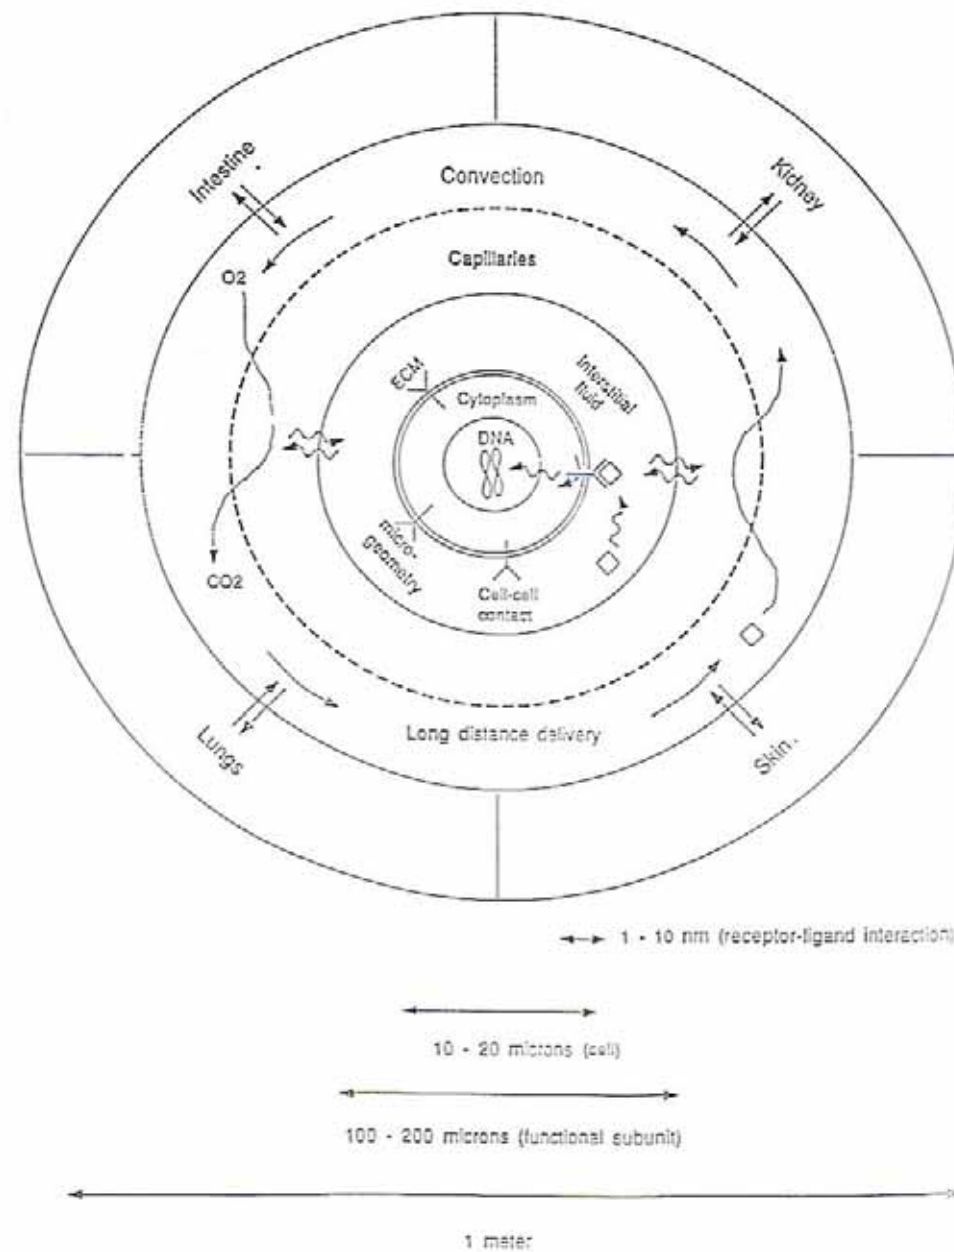 Intestine
Kidney
Convection
Capillaries
O2
ECM
Interstitial
fluid
Cytoplasm
DNA
CO2
micro-
geometry
Cell-cell
contact
Long distance delivery
Lungs
Skin
1 - 10 nm (receptor-ligand interaction)
10 - 20 microns (cell)
100 - 200 microns (functional subunit)
1 meter